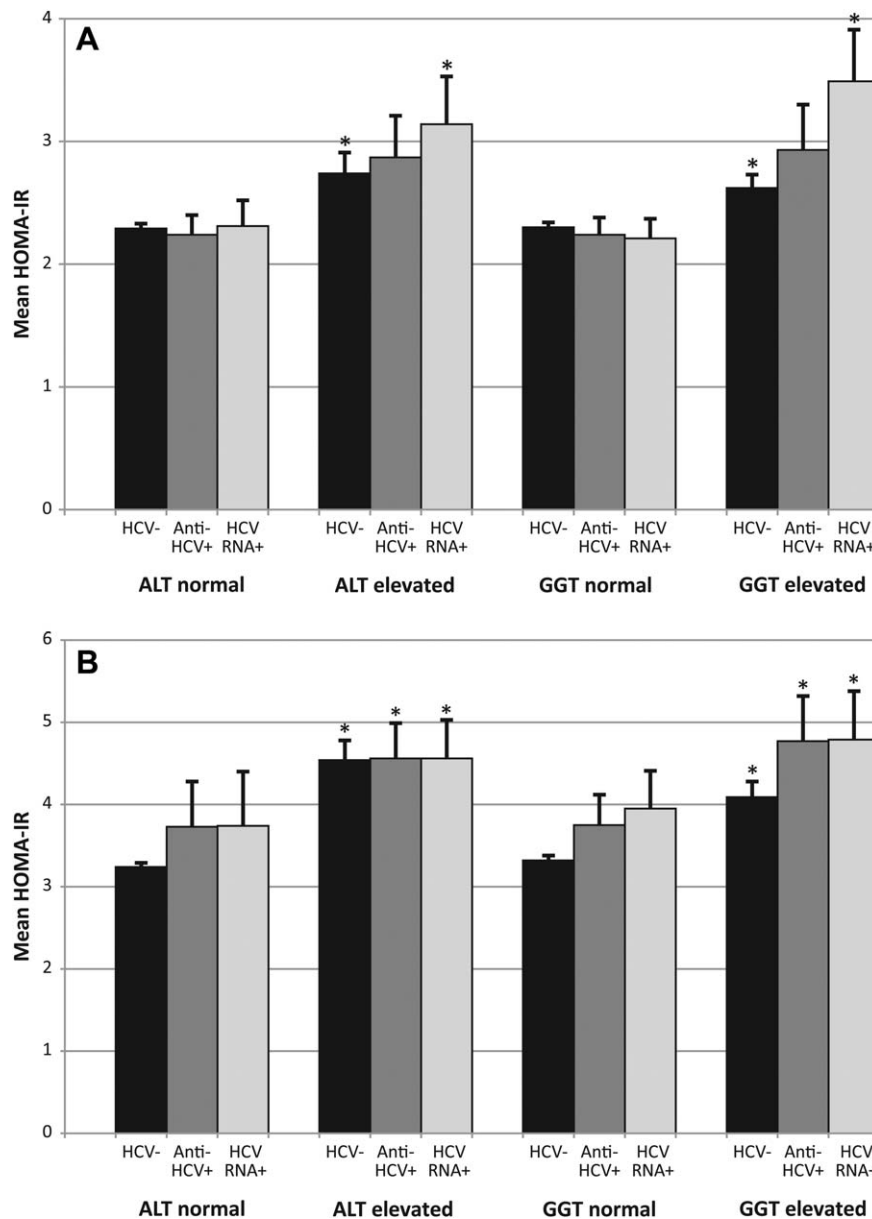 A
4
3
2
1
0
Mean HOMA-IR
* * * *
HCV- Anti- HCV HCV- Anti- HCV HCV- Anti- HCV HCV- Anti- HCV
HCV+ RNA+ HCV+ RNA+ HCV+ RNA+ HCV+ RNA+
ALT normal ALT elevated GGT normal GGT elevated
B
6
5
4
3
2
1
0
Mean HOMA-IR
* * * * * *
HCV- Anti- HCV HCV- Anti- HCV HCV- Anti- HCV HCV- Anti- HCV
HCV+ RNA+ HCV+ RNA+ HCV+ RNA+ HCV+ RNA+
ALT normal ALT elevated GGT normal GGT elevated